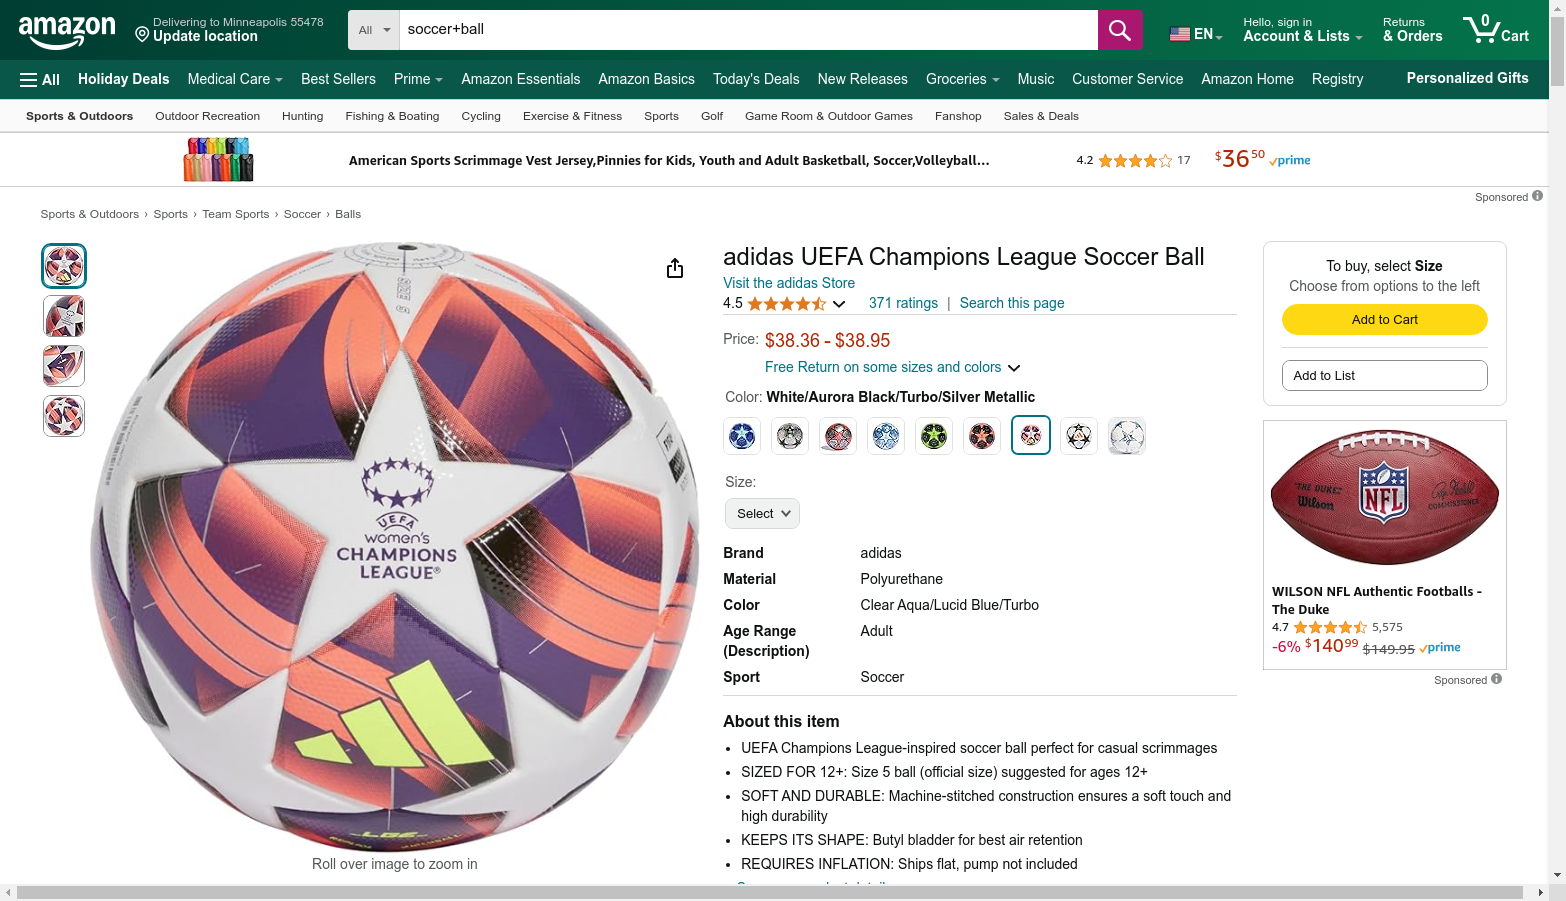 amazon
Delivering to Minneapolis 55478
Update location
All
soccer+ball
EN
Hello, sign in
Account & Lists
Returns
& Orders
0
Cart
All
Holiday Deals
Medical Care
Best Sellers
Prime
Amazon Essentials
Amazon Basics
Today's Deals
New Releases
Groceries
Music
Customer Service
Amazon Home
Registry
Personalized Gifts
Sports & Outdoors
Outdoor Recreation
Hunting
Fishing & Boating
Cycling
Exercise & Fitness
Sports
Golf
Game Room & Outdoor Games
Fanshop
Sales & Deals
American Sports Scrimmage Vest Jersey,Pinnies for Kids, Youth and Adult Basketball, Soccer,Volleyball...
4.2
17
$36 50
prime
Sponsored
Sports & Outdoors › Sports › Team Sports › Soccer › Balls
UEFA
women's
CHAMPIONS
LEAGUE®
LGE
Roll over image to zoom in
adidas UEFA Champions League Soccer Ball
Visit the adidas Store
4.5
371 ratings | Search this page
Price: $38.36 - $38.95
Free Return on some sizes and colors
Color: White/Aurora Black/Turbo/Silver Metallic
Size:
Select
Brand adidas
Material Polyurethane
Color Clear Aqua/Lucid Blue/Turbo
Age Range Adult
(Description)
Sport Soccer
About this item
• UEFA Champions League-inspired soccer ball perfect for casual scrimmages
• SIZED FOR 12+: Size 5 ball (official size) suggested for ages 12+
• SOFT AND DURABLE: Machine-stitched construction ensures a soft touch and
high durability
• KEEPS ITS SHAPE: Butyl bladder for best air retention
• REQUIRES INFLATION: Ships flat, pump not included
To buy, select Size
Choose from options to the left
Add to Cart
Add to List
"THE DUKE"
Wilson
NFL
COMMISSIONER
WILSON NFL Authentic Footballs -
The Duke
4.7
5,575
-6% $140 99 $149.95 prime
Sponsored